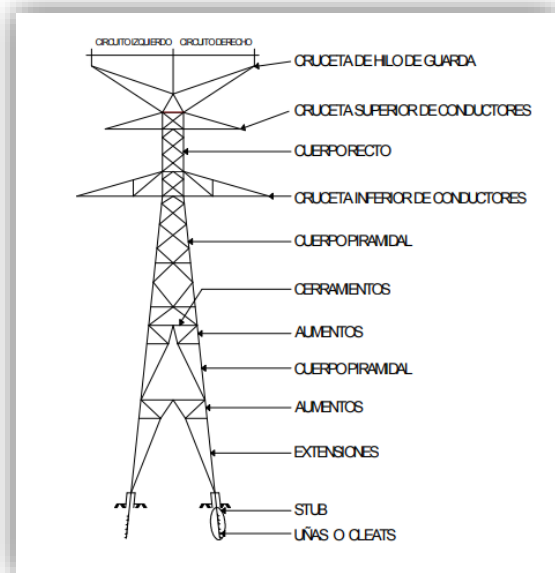 CIRCUITO IZQUIERDO CIRCUITO DERECHO
CRUCETA DE HILO DE GUARDA
CRUCETA SUPERIOR DE CONDUCTORES
CUERPO RECTO
CRUCETA INFERIOR DE CONDUCTORES
CUERPO PIRAMIDAL
CERRAMIENTOS
AUMENTOS
CUERPO PIRAMIDAL
AUMENTOS
EXTENSIONES
STUB
UÑAS O CLEATS